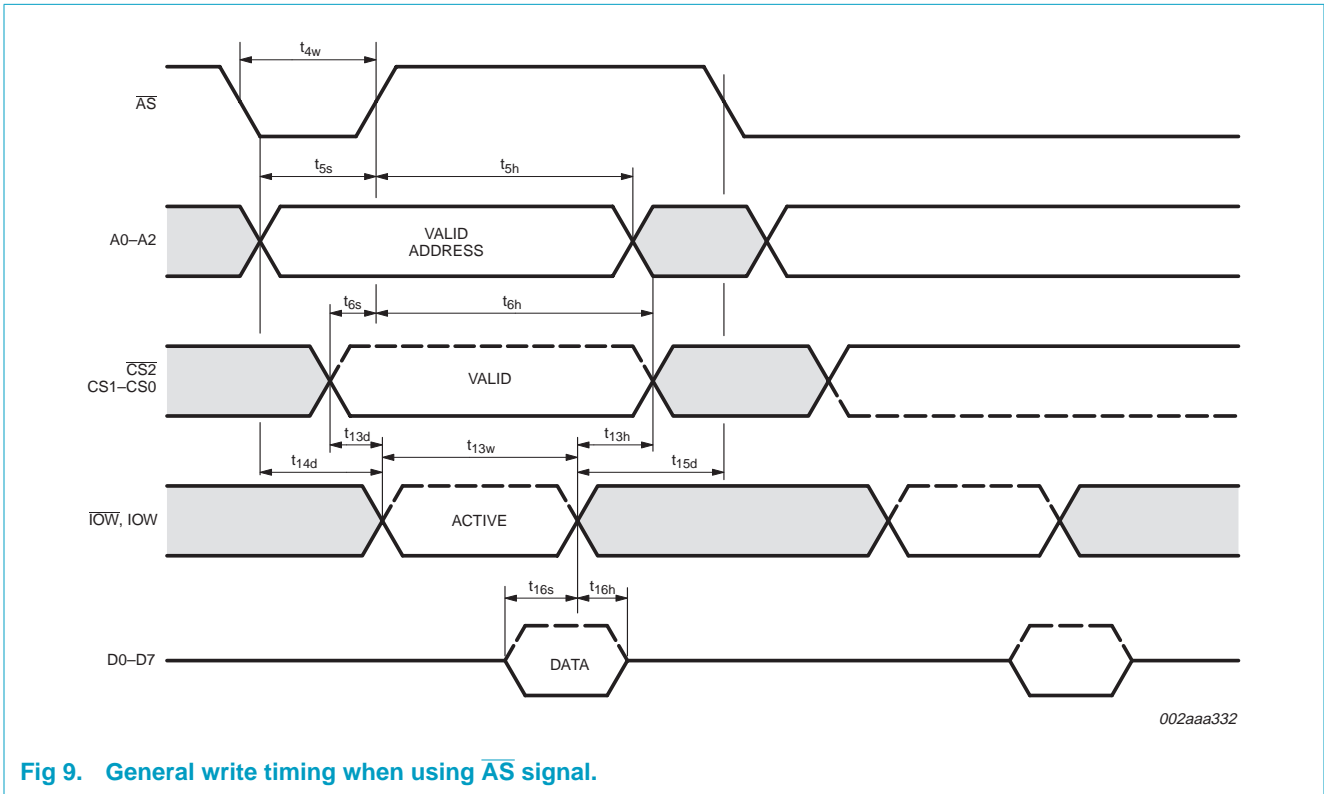 t4w
AS
t5s
t5h
A0–A2
VALID
ADDRESS
t6s
t6h
CS2
CS1–CS0
VALID
t13d
t13w
t13h
t14d
t15d
IOW, IOW
ACTIVE
t16s
t16h
D0–D7
DATA
002aaa332
Fig 9. General write timing when using AS signal.